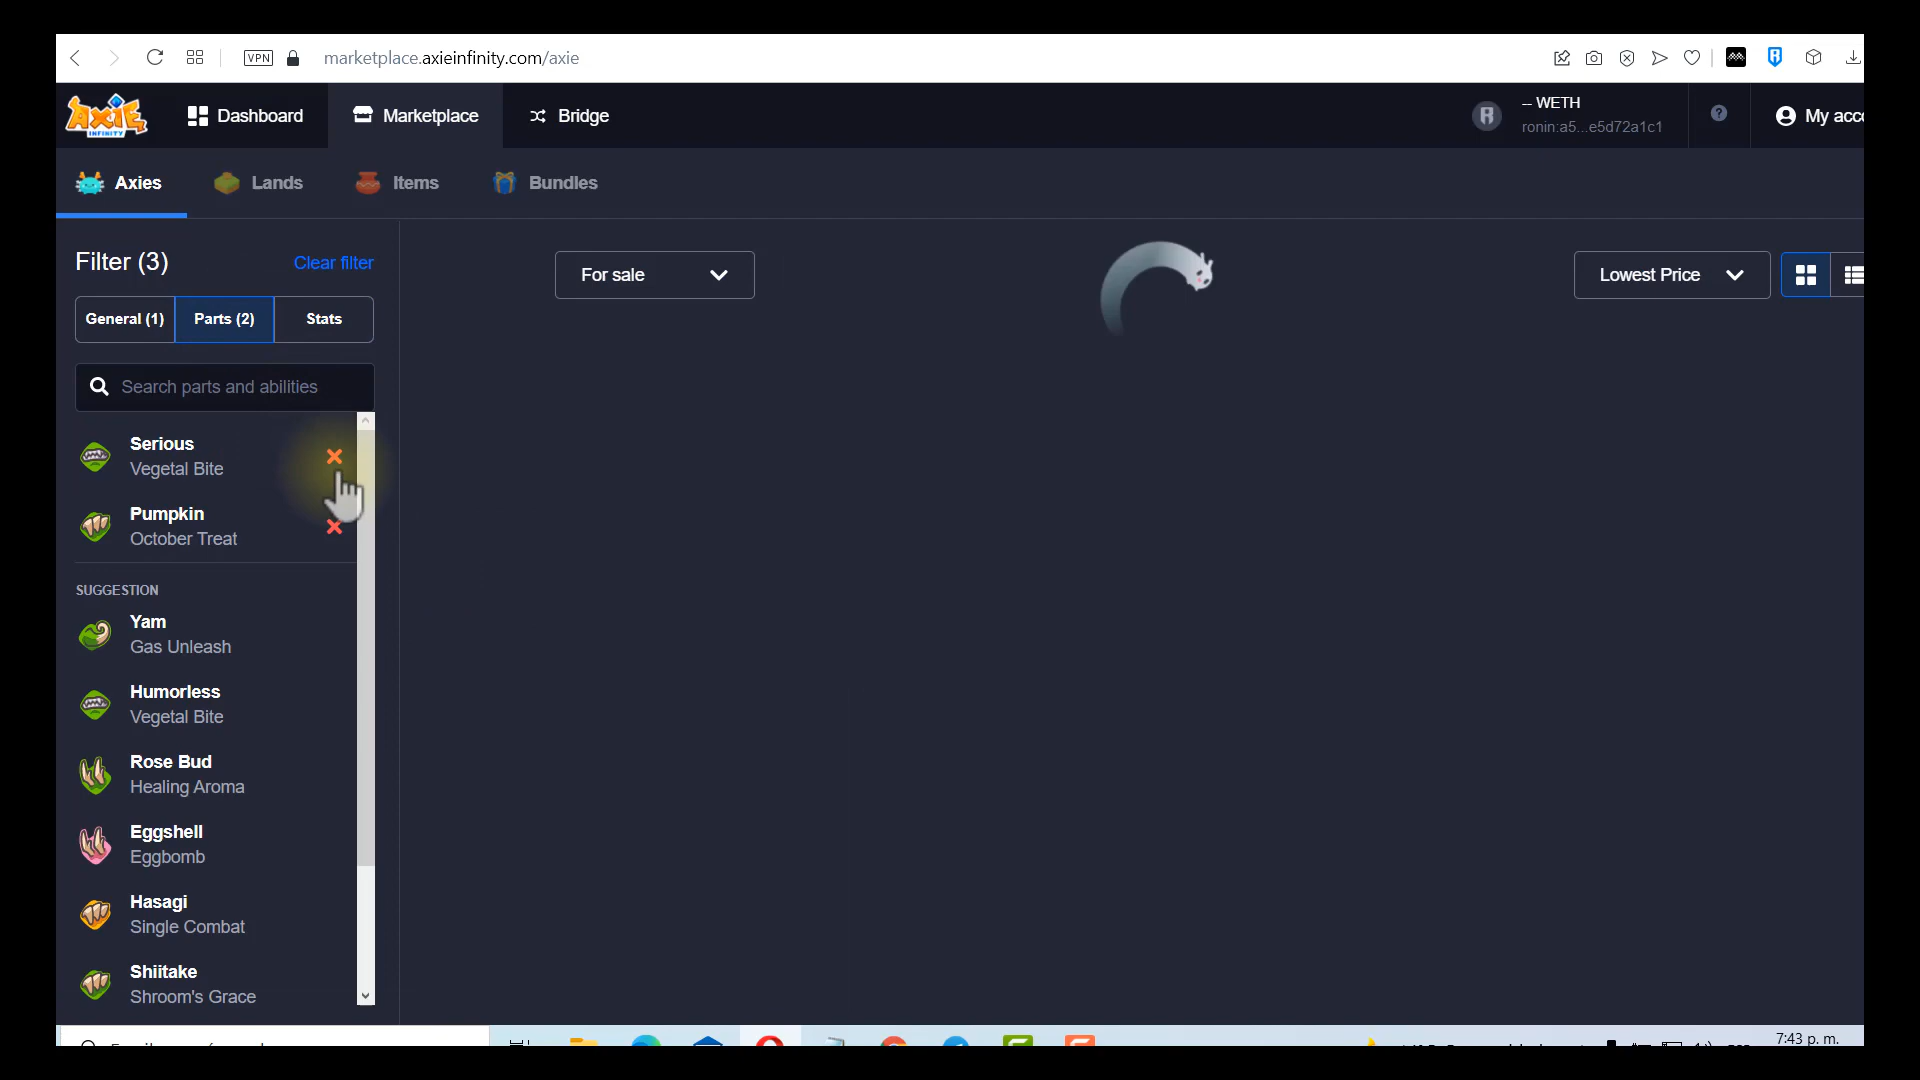 VPN
marketplace.axieinfinity.com/axie
AXIE
INFINITY
Dashboard
Marketplace
Bridge
-- WETH
ronin:a5...e5d72a1c1
?
My acco
Axies
Lands
Items
Bundles
Filter (3)
Clear filter
General (1)
Parts (2)
Stats
For sale
Lowest Price
Search parts and abilities
Serious
Vegetal Bite
Pumpkin
October Treat
SUGGESTION
Yam
Gas Unleash
Humorless
Vegetal Bite
Rose Bud
Healing Aroma
Eggshell
Eggbomb
Hasagi
Single Combat
Shiitake
Shroom's Grace
7:43 p. m.